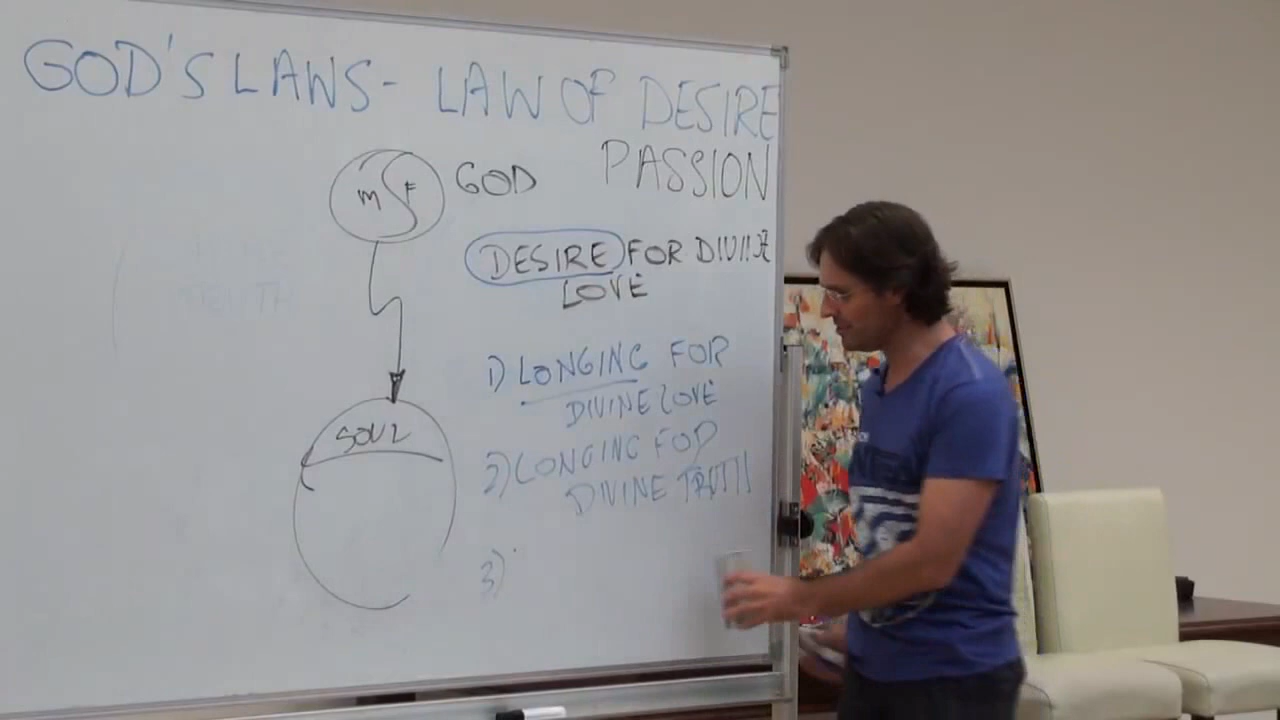 GOD'S LAWS - LAW OF DESIRE
PASSION
m F GOD
DESIRE FOR DIVINE
LOVE
1) LONGING FOR
DIVINE LOVE
SOUL
2) LONGING FOR
DIVINE TRUTH
3)